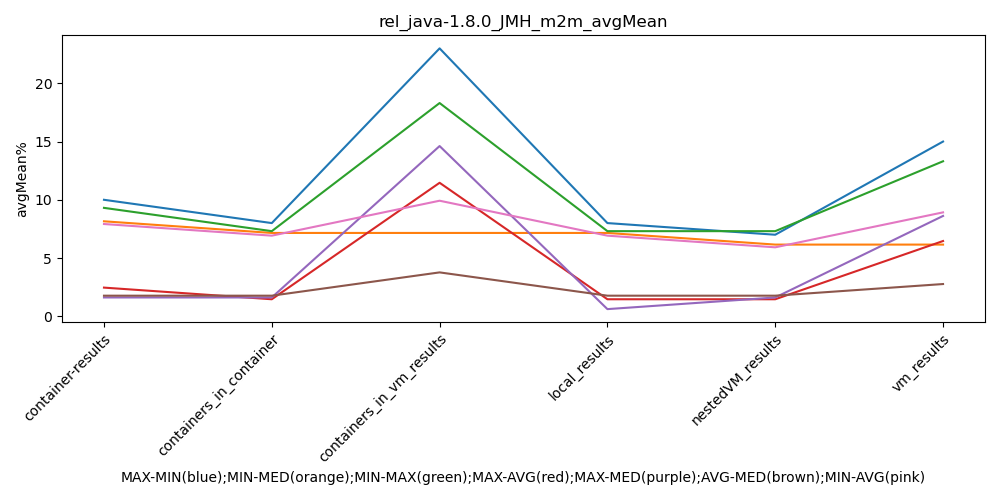 rel_java-1.8.0_JMH_m2m_avgMean
avgMean%
20
15
10
5
0
container-results
containers_in_container
containers_in_vm_results
local_results
nestedVM_results
vm_results
MAX-MIN(blue);MIN-MED(orange);MIN-MAX(green);MAX-AVG(red);MAX-MED(purple);AVG-MED(brown);MIN-AVG(pink)